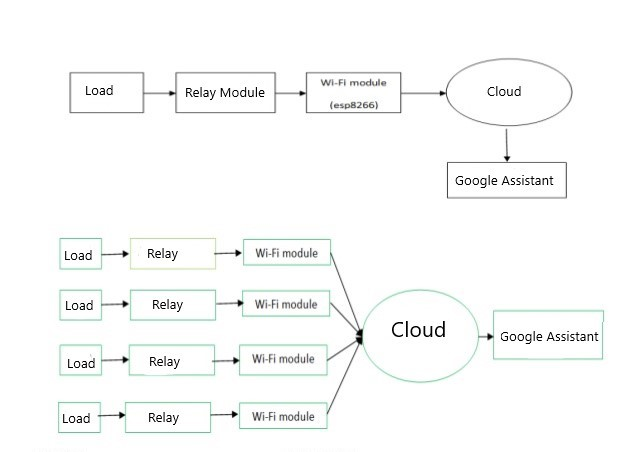 Load
Relay Module
Wi-Fi module
(esp8266)
Cloud
Google Assistant
Load
Relay
Wi-Fi module
Load
Relay
Wi-Fi module
Cloud
Google Assistant
Load
Relay
Wi-Fi module
Load
Relay
Wi-Fi module